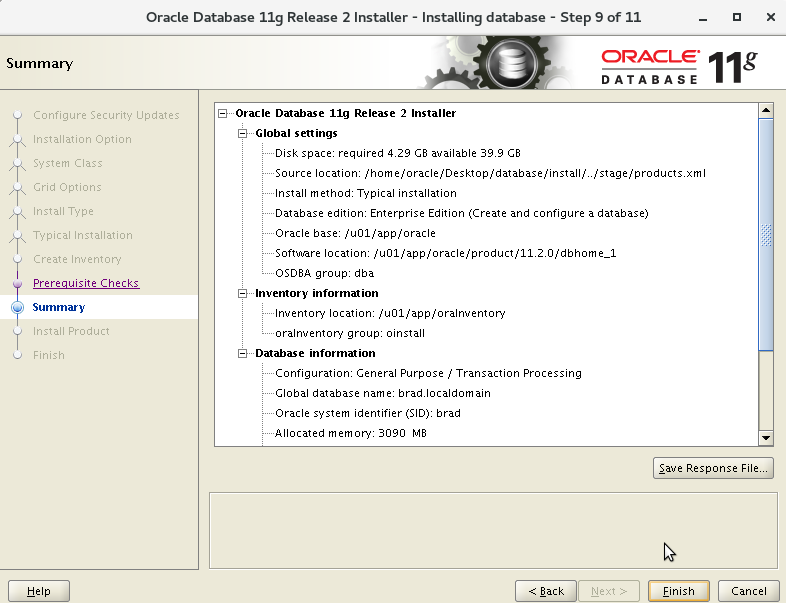 Oracle Database 11g Release 2 Installer - Installing database - Step 9 of 11
Summary
ORACLE
DATABASE 11g
Configure Security Updates
Installation Option
System Class
Grid Options
Install Type
Typical Installation
Create Inventory
Prerequisite Checks
Summary
Install Product
Finish
Oracle Database 11g Release 2 Installer
Global settings
Disk space: required 4.29 GB available 39.9 GB
Source location: /home/oracle/Desktop/database/install/../stage/products.xml
Install method: Typical installation
Database edition: Enterprise Edition (Create and configure a database)
Oracle base: /u01/app/oracle
Software location: /u01/app/oracle/product/11.2.0/dbhome_1
OSDBA group: dba
Inventory information
Inventory location: /u01/app/oraInventory
oraInventory group: oinstall
Database information
Configuration: General Purpose / Transaction Processing
Global database name: brad.localdomain
Oracle system identifier (SID): brad
Allocated memory: 3090 MB
Save Response File...
Help
< Back
Next >
Finish
Cancel